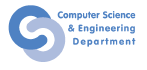 Computer Science
& Engineering
Department